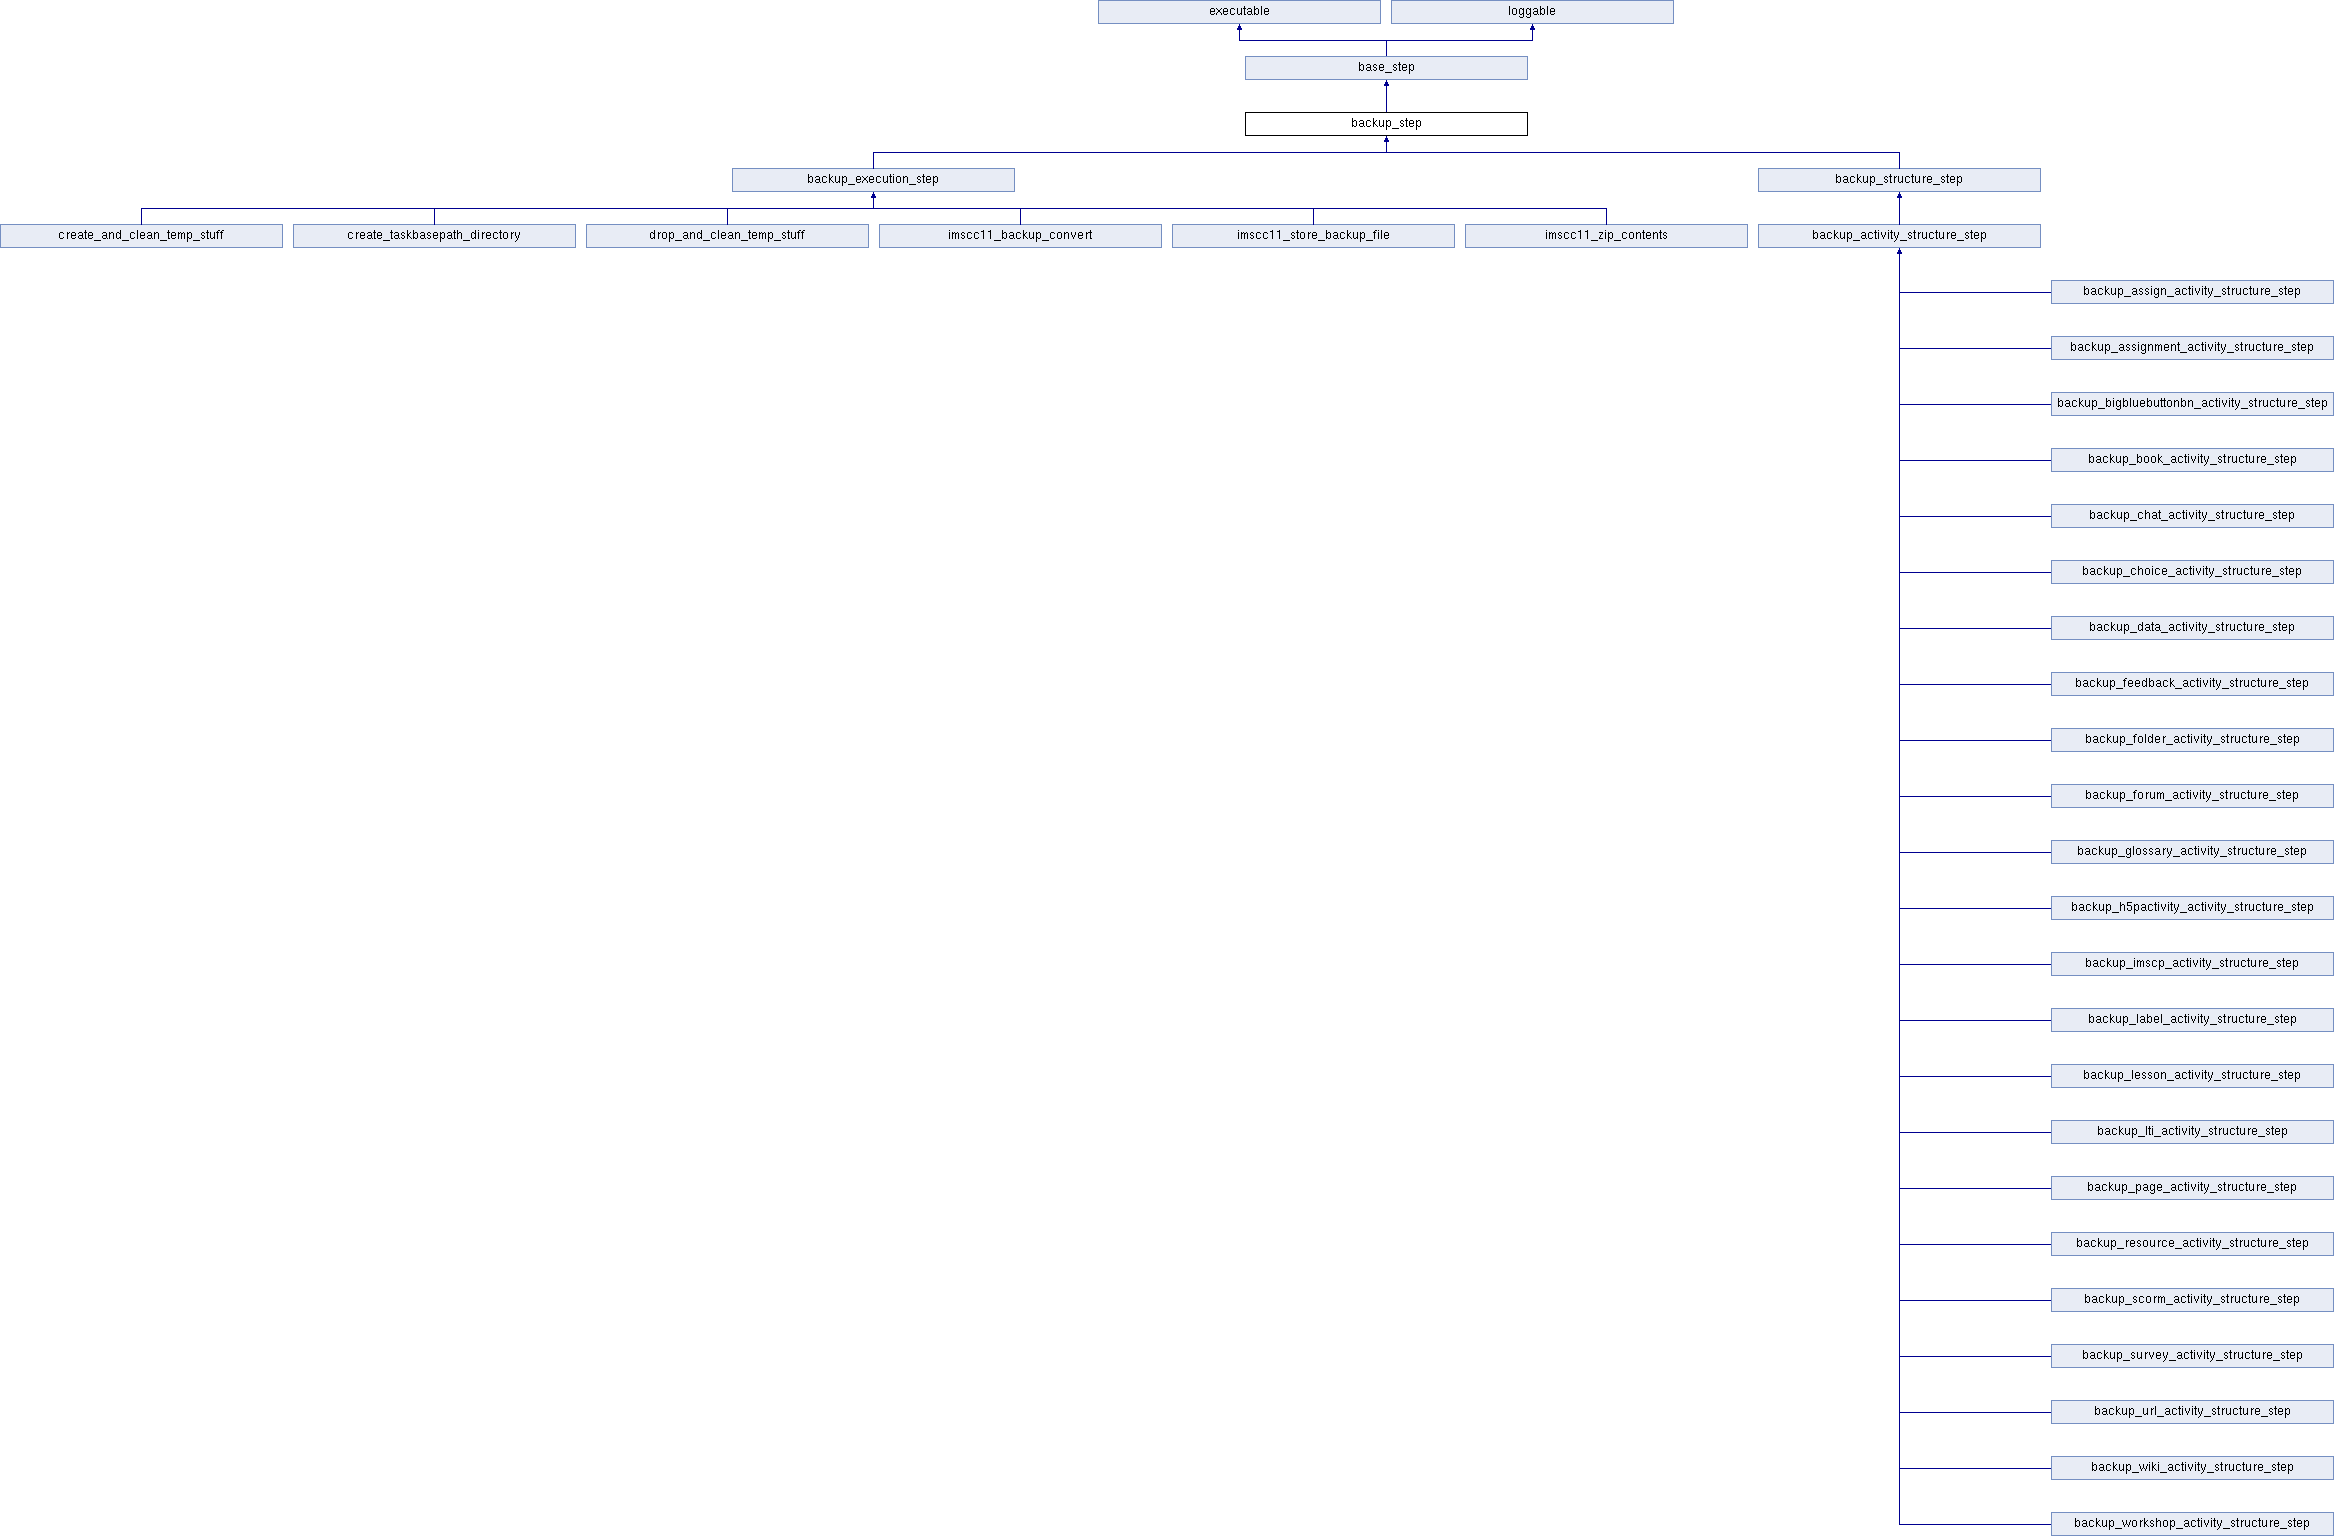 executable
loggable
base_step
backup_step
backup_execution_step
backup_structure_step
create_and_clean_temp_stuff
create_taskbasepath_directory
drop_and_clean_temp_stuff
imscc11_backup_convert
imscc11_store_backup_file
imscc11_zip_contents
backup_activity_structure_step
backup_assign_activity_structure_step
backup_assignment_activity_structure_step
backup_bigbluebuttonbn_activity_structure_step
backup_book_activity_structure_step
backup_chat_activity_structure_step
backup_choice_activity_structure_step
backup_data_activity_structure_step
backup_feedback_activity_structure_step
backup_folder_activity_structure_step
backup_forum_activity_structure_step
backup_glossary_activity_structure_step
backup_h5pactivity_activity_structure_step
backup_imscp_activity_structure_step
backup_label_activity_structure_step
backup_lesson_activity_structure_step
backup_lti_activity_structure_step
backup_page_activity_structure_step
backup_resource_activity_structure_step
backup_scorm_activity_structure_step
backup_survey_activity_structure_step
backup_url_activity_structure_step
backup_wiki_activity_structure_step
backup_workshop_activity_structure_step